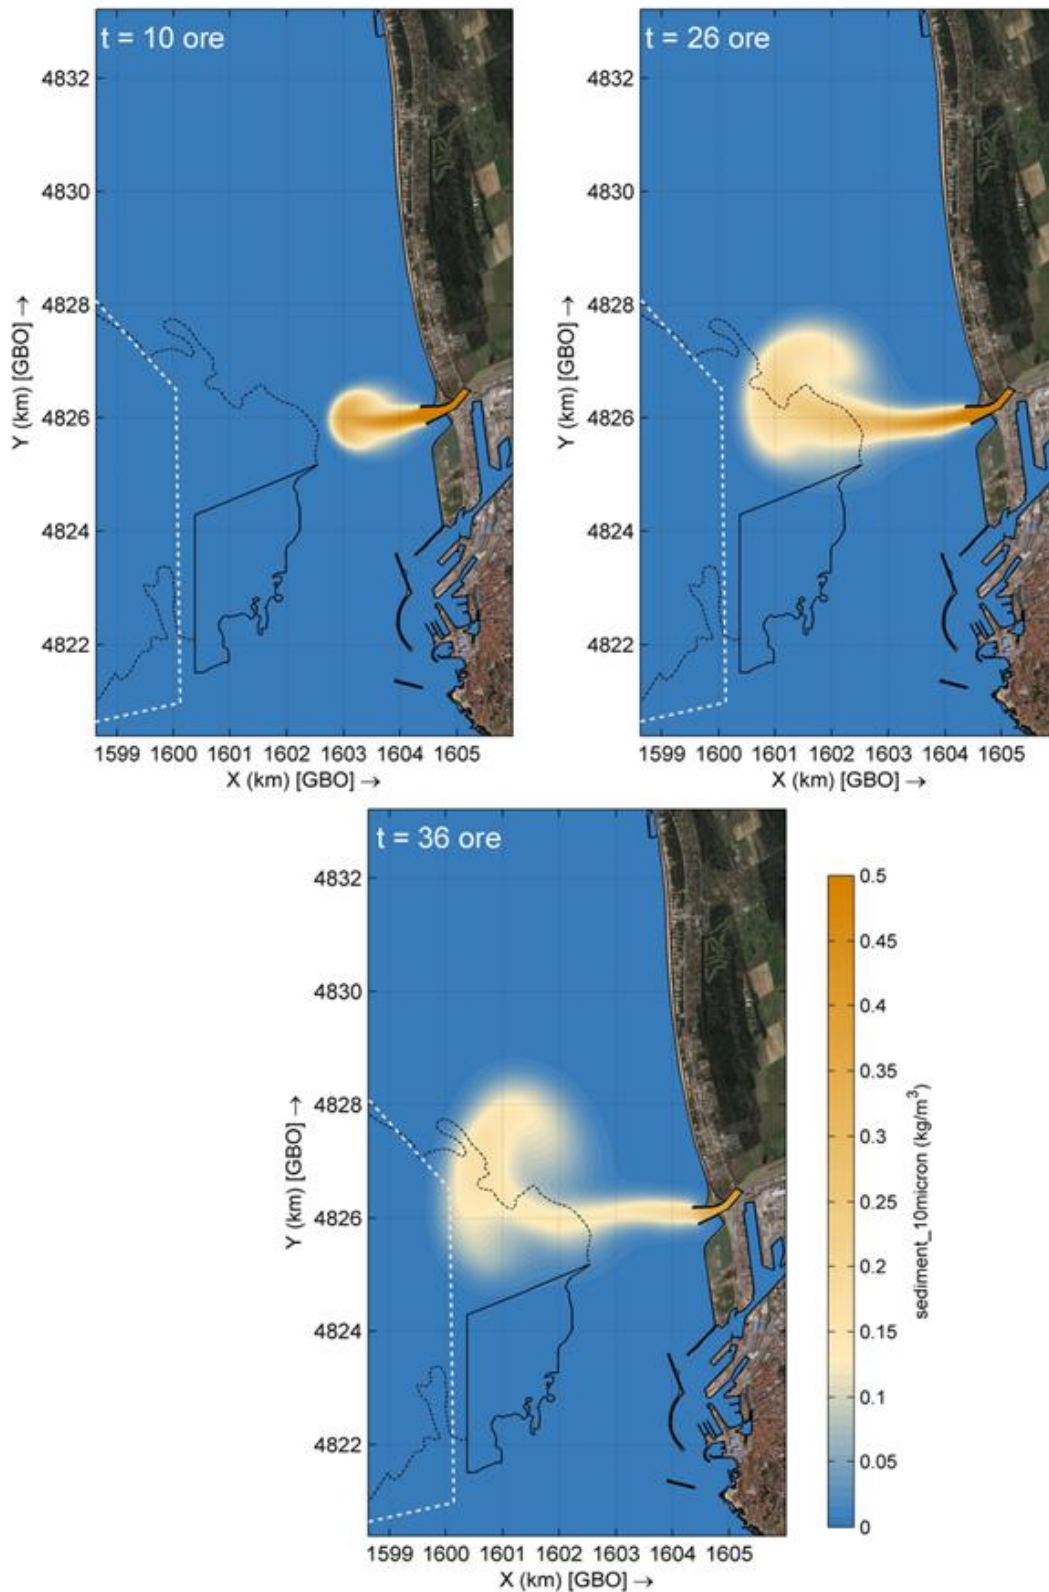 t = 10 ore
4832
4830
4828
4826
4824
4822
Y (km) [GBO] →
1599 1600 1601 1602 1603 1604 1605
X (km) [GBO] →
t = 26 ore
4832
4830
4828
4826
4824
4822
Y (km) [GBO] →
1599 1600 1601 1602 1603 1604 1605
X (km) [GBO] →
t = 36 ore
4832
4830
4828
4826
4824
4822
Y (km) [GBO] →
1599 1600 1601 1602 1603 1604 1605
X (km) [GBO] →
0.5
0.45
0.4
0.35
0.3
0.25
0.2
0.15
0.1
0.05
0
sediment_10micron (kg/m³)